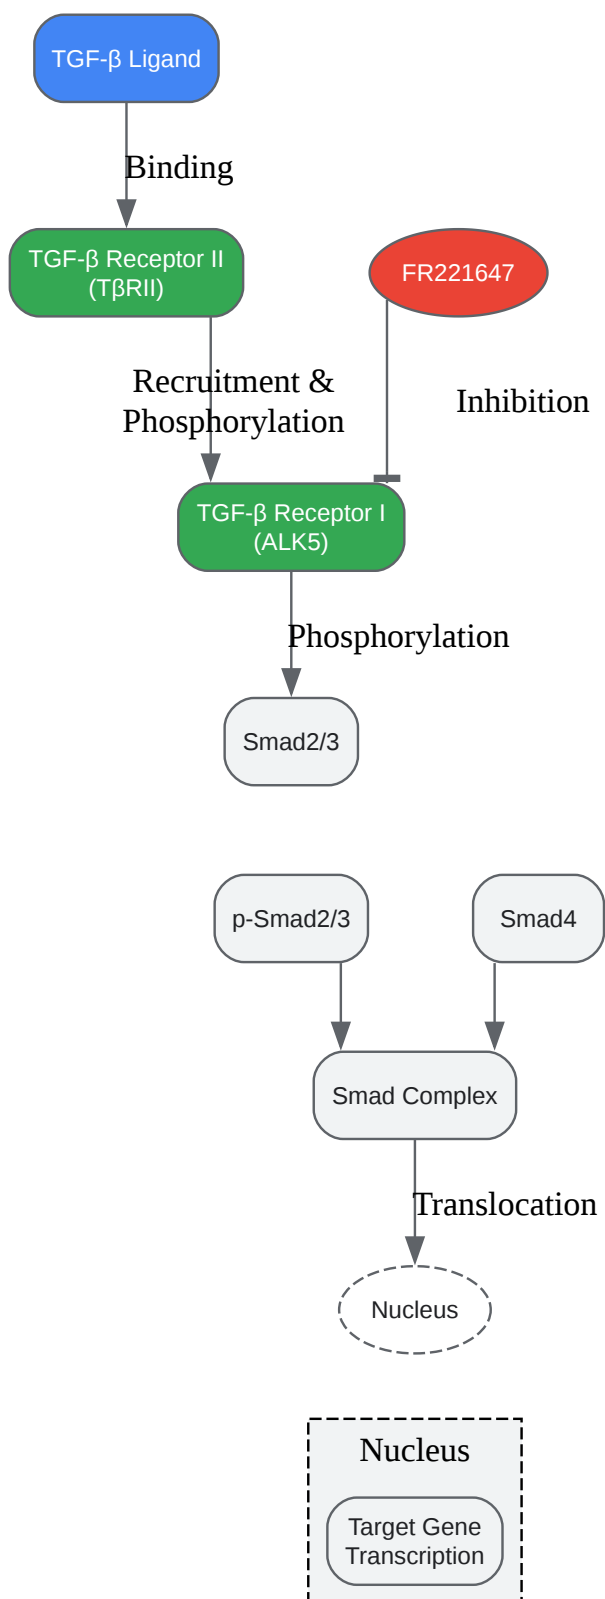 TGF-β Ligand
Binding
TGF-β Receptor II
(TβRII)
FR221647
Recruitment &
Phosphorylation
Inhibition
TGF-β Receptor I
(ALK5)
Phosphorylation
Smad2/3
p-Smad2/3
Smad4
Smad Complex
Translocation
Nucleus
Nucleus
Target Gene
Transcription